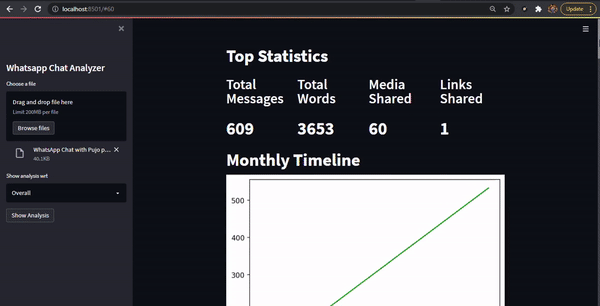 localhost:8501/#60
Update
Whatsapp Chat Analyzer
Choose a file
Drag and drop file here
Limit 200MB per file
Browse files
WhatsApp Chat with Pujo p...
40.1KB
Show analysis wrt
Overall
Show Analysis
Top Statistics
Total Messages
Total Words
Media Shared
Links Shared
609
3653
60
1
Monthly Timeline
500
400
300